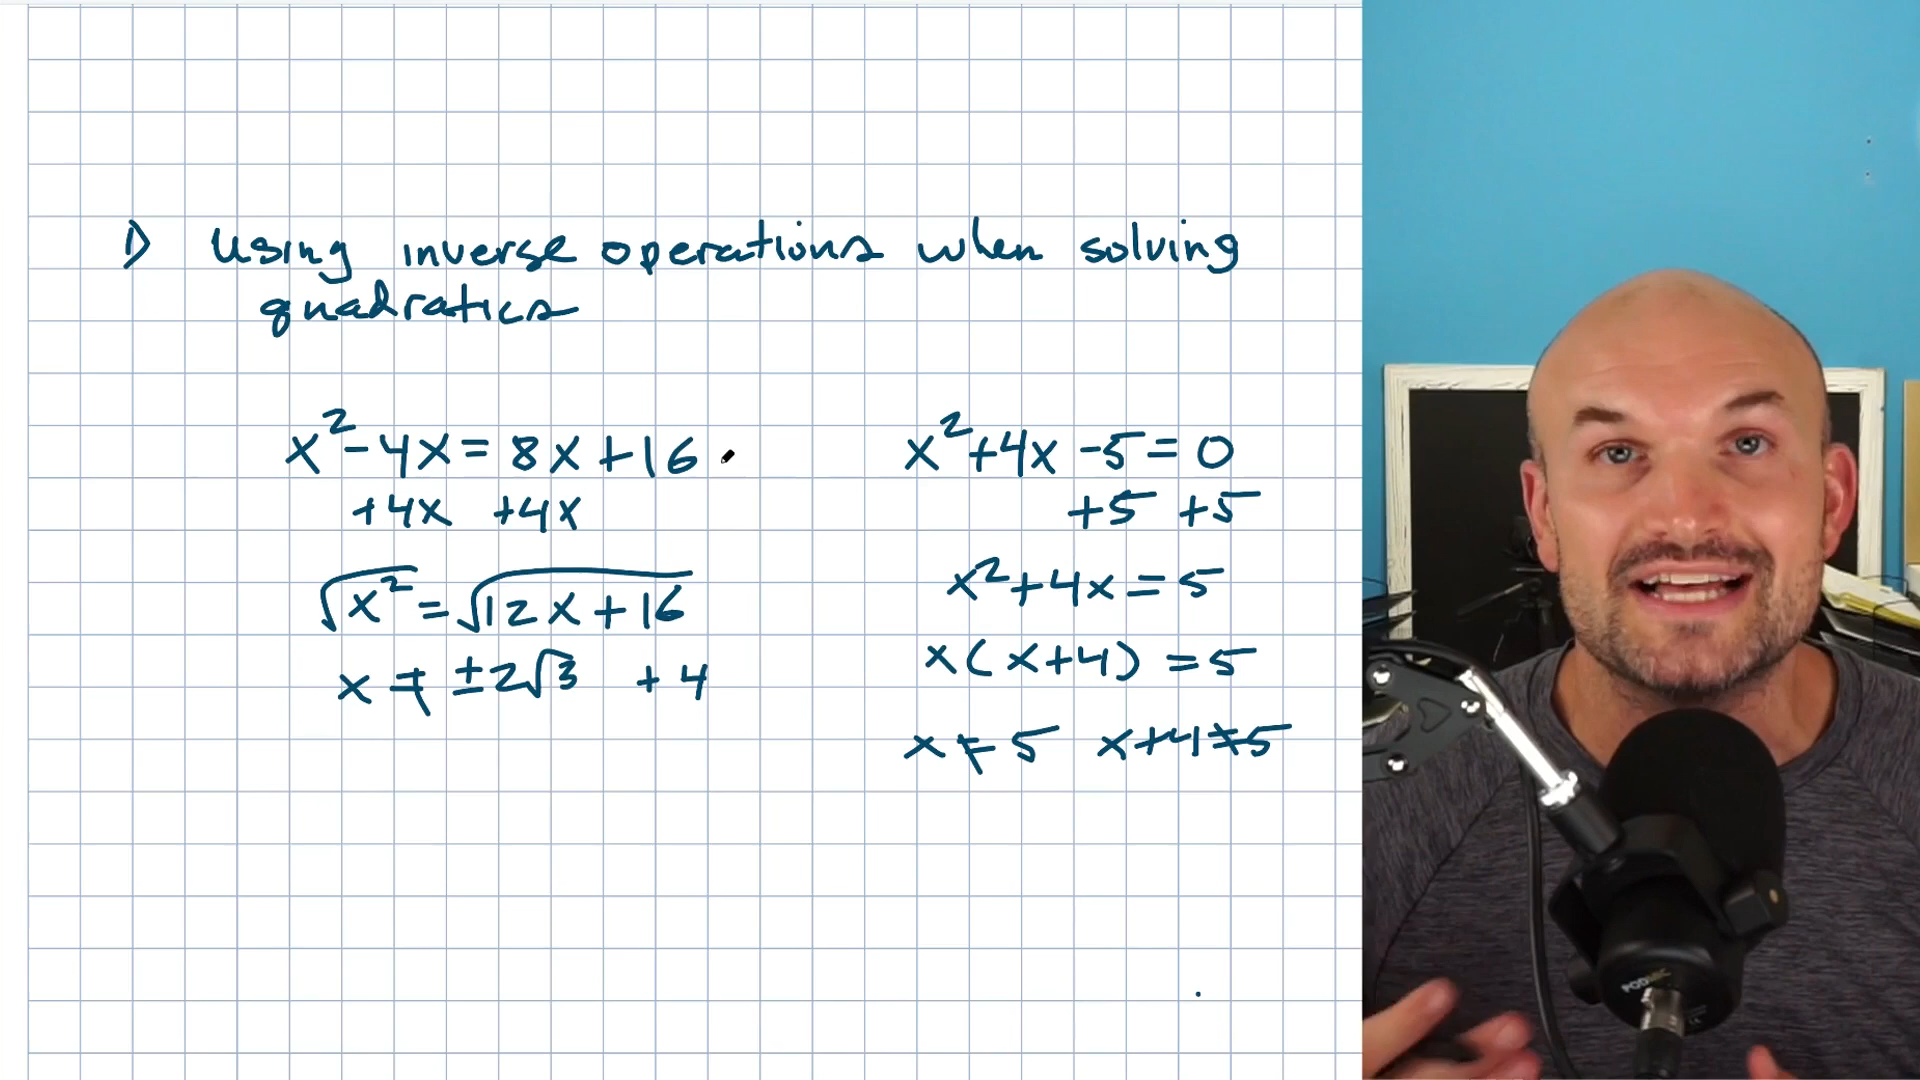 1) Using inverse operations when solving
quadratics
x² - 4x = 8x + 16
+4x +4x
√x² = √12x + 16
x ≠ ±2√3 + 4
x² + 4x - 5 = 0
+5 +5
x² + 4x = 5
x(x + 4) = 5
x ≠ 5 x + 4 ≠ 5